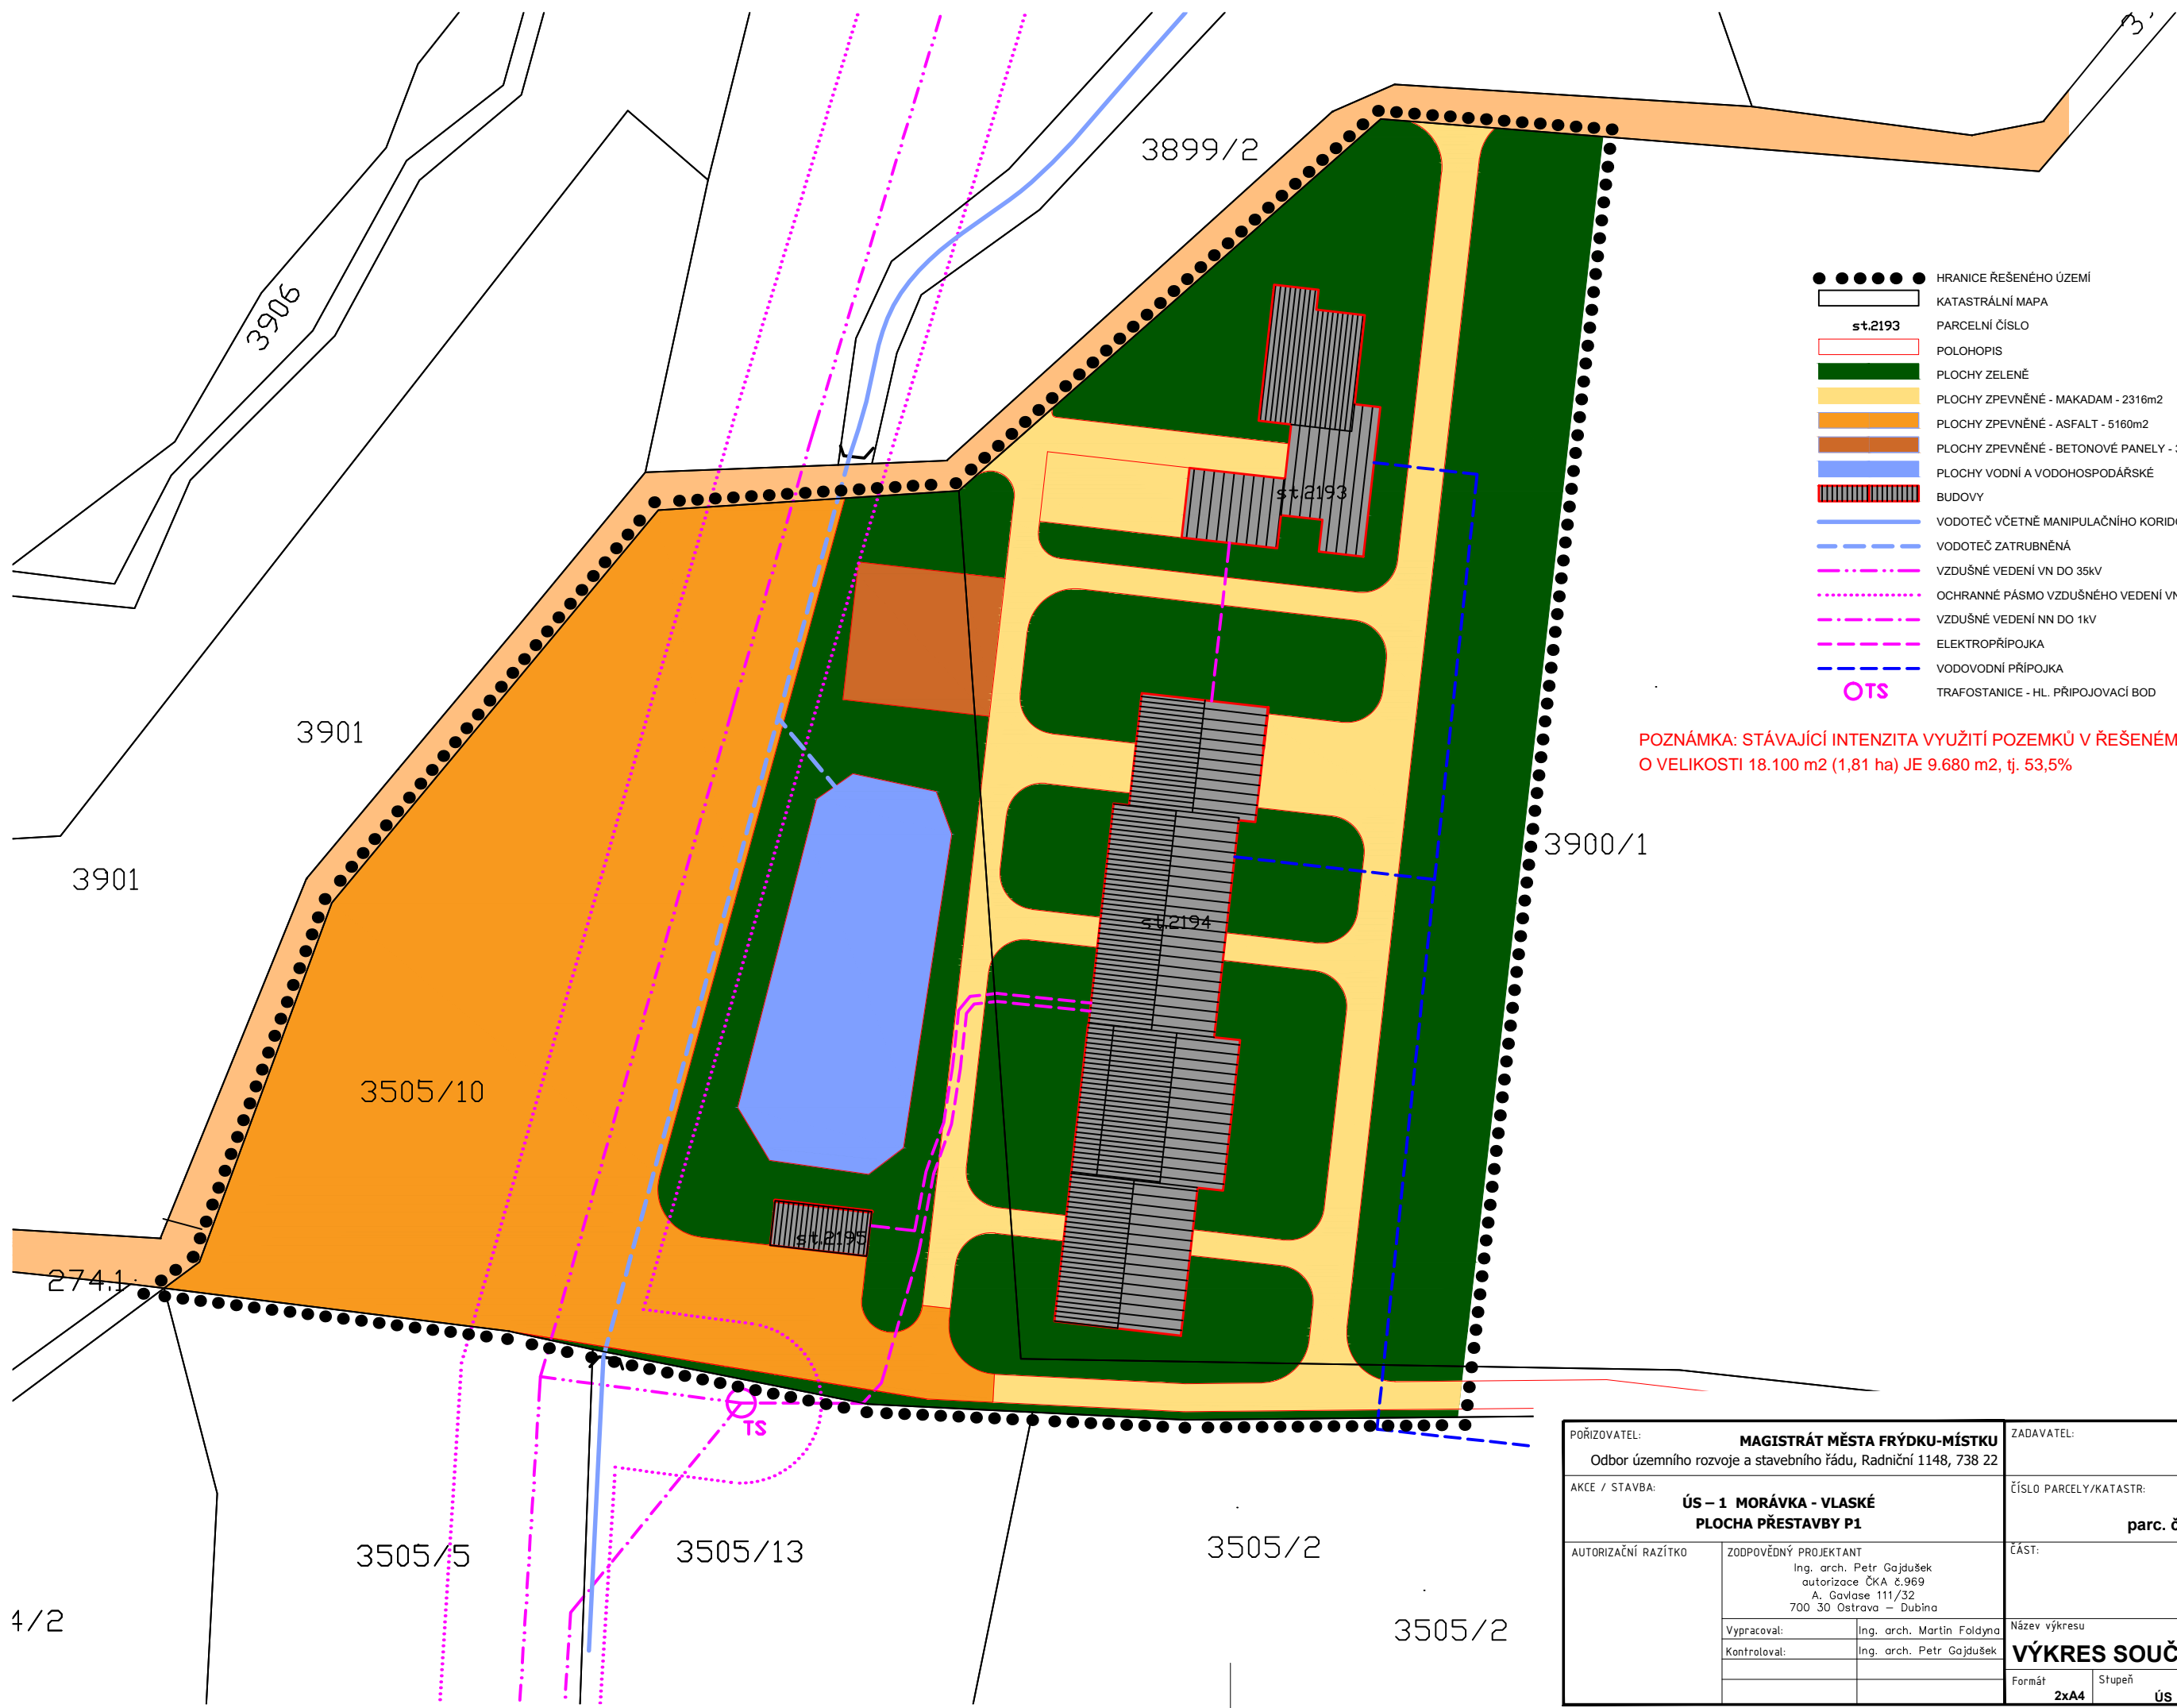 3,
3899/2
3906
HRANICE ŘEŠENÉHO ÚZEMÍ
KATASTRÁLNÍ MAPA
st.2193 PARCELNÍ ČÍSLO
POLOHOPIS
PLOCHY ZELENĚ
PLOCHY ZPEVNĚNÉ - MAKADAM - 2316m2
PLOCHY ZPEVNĚNÉ - ASFALT - 5160m2
PLOCHY ZPEVNĚNÉ - BETONOVÉ PANELY - 3
PLOCHY VODNÍ A VODOHOSPODÁŘSKÉ
BUDOVY
VODOTEČ VČETNĚ MANIPULAČNÍHO KORID
VODOTEČ ZATRUBNĚNÁ
VZDUŠNÉ VEDENÍ VN DO 35kV
OCHRANNÉ PÁSMO VZDUŠNÉHO VEDENÍ VN
VZDUŠNÉ VEDENÍ NN DO 1kV
ELEKTROPŘÍPOJKA
VODOVODNÍ PŘÍPOJKA
TS TRAFOSTANICE - HL. PŘIPOJOVACÍ BOD
st.2193
3901
POZNÁMKA: STÁVAJÍCÍ INTENZITA VYUŽITÍ POZEMKŮ V ŘEŠENÉM
O VELIKOSTI 18.100 m2 (1,81 ha) JE 9.680 m2, tj. 53,5%
3900/1
3901
st.2194
3505/10
st.2195
274.1
TS
3505/5
3505/13
3505/2
3505/2
4/2
POŘIZOVATEL:
MAGISTRÁT MĚSTA FRÝDKU-MÍSTKU
Odbor územního rozvoje a stavebního řádu, Radniční 1148, 738 22
ZADAVATEL:
AKCE / STAVBA:
ÚS – 1 MORÁVKA - VLASKÉ
PLOCHA PŘESTAVBY P1
ČÍSLO PARCELY/KATASTR:
parc. č
AUTORIZAČNÍ RAZÍTKO
ZODPOVĚDNÝ PROJEKTANT
Ing. arch. Petr Gajdušek
autorizace ČKA č.969
A. Gavlase 111/32
700 30 Ostrava – Dubina
ČÁST:
Vypracoval: Ing. arch. Martin Foldyna
Kontroloval: Ing. arch. Petr Gajdušek
Název výkresu
VÝKRES SOUČ
Formát
2xA4
Stupeň
ÚS